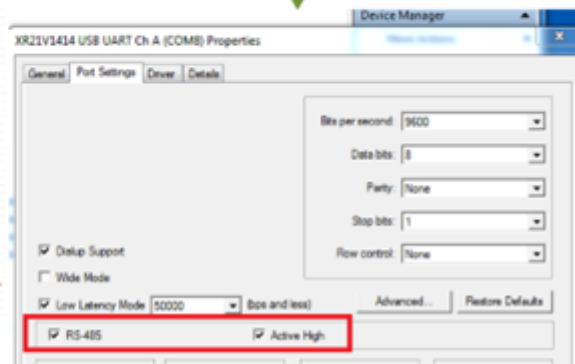 Device Manager
More Actions
XR21V1414 USB UART Ch A (COM8) Properties
General Port Settings Driver Details
Bits per second: 9600
Data bits: 8
Parity: None
Stop bits: 1
Dialup Support
Flow control: None
Wide Mode
Low Latency Mode 50000 (bps and less)
Advanced... Restore Defaults
RS-485 Active High